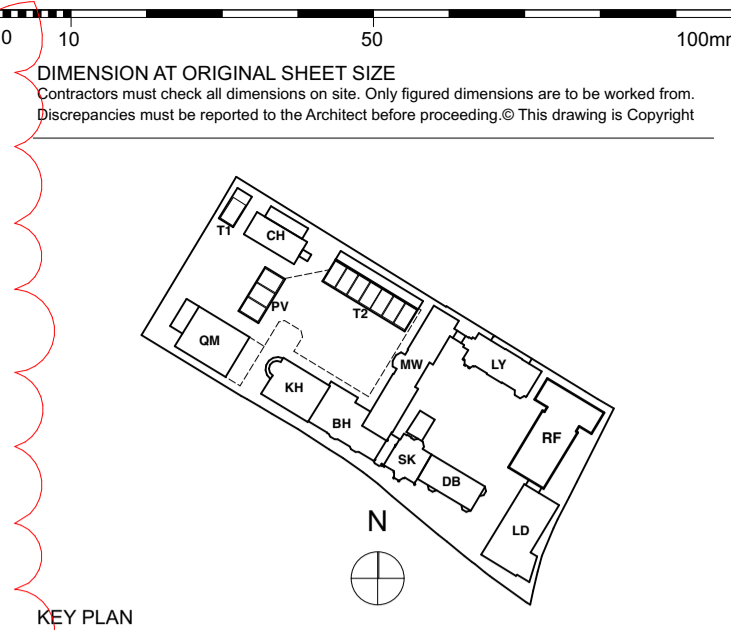 0 10 50 100mm
DIMENSION AT ORIGINAL SHEET SIZE
Contractors must check all dimensions on site. Only figured dimensions are to be worked from.
Discrepancies must be reported to the Architect before proceeding.© This drawing is Copyright
T1
CH
PV
T2
QM
MW
LY
KH
BH
RF
SK
DB
LD
N
KEY PLAN